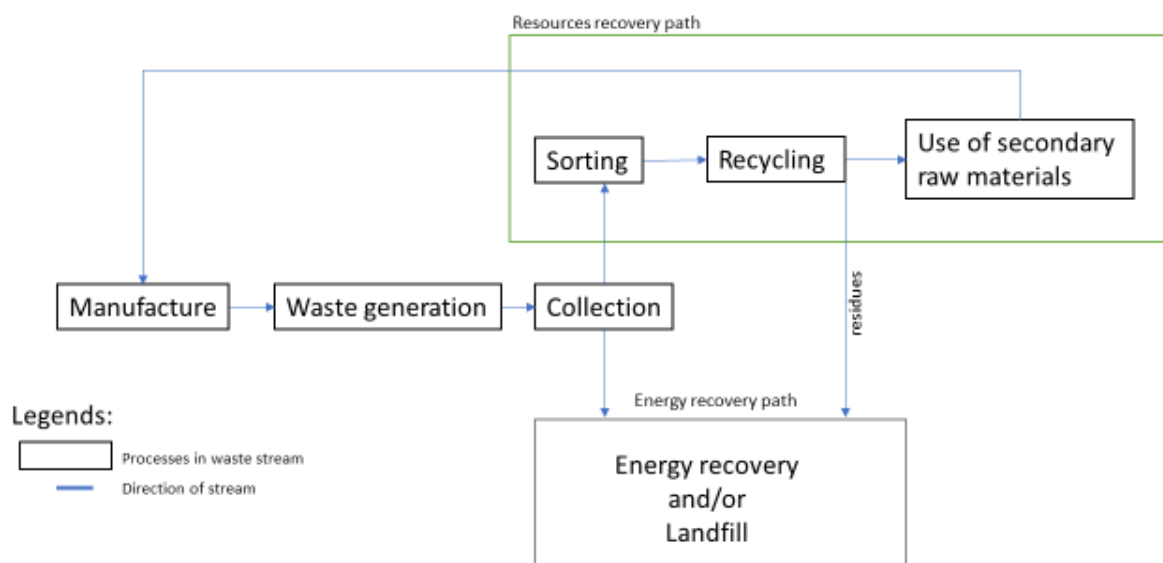 Resources recovery path
Sorting
Recycling
Use of secondary
raw materials
Manufacture
Waste generation
Collection
residues
Legends:
Processes in waste stream
Direction of stream
Energy recovery path
Energy recovery
and/or
Landfill